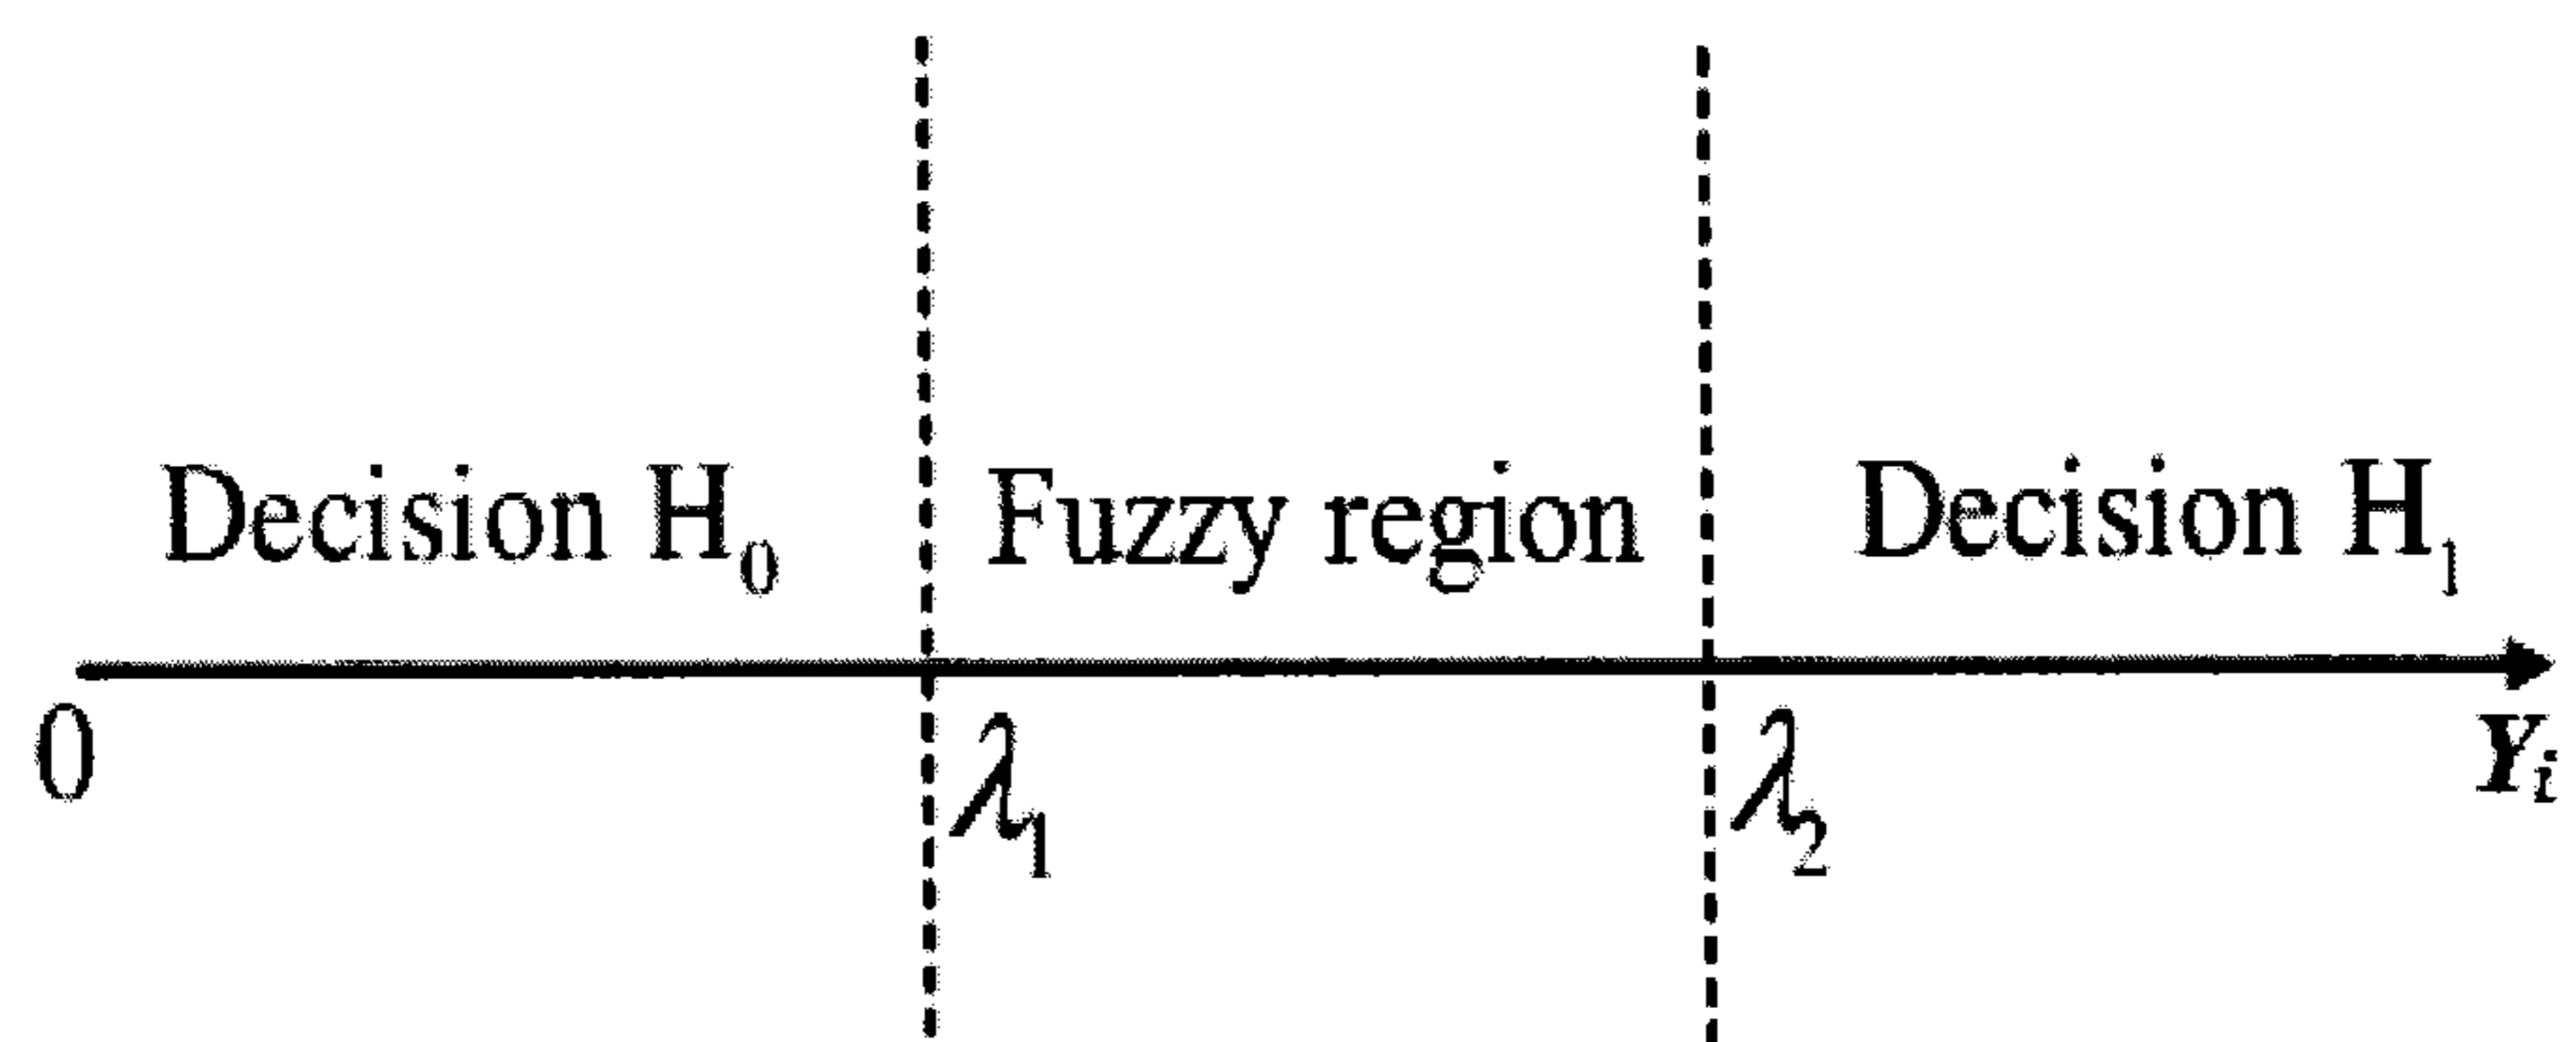 Decision H₀ Fuzzy region Decision H₁
0 λ₁ λ₂ Yᵢ